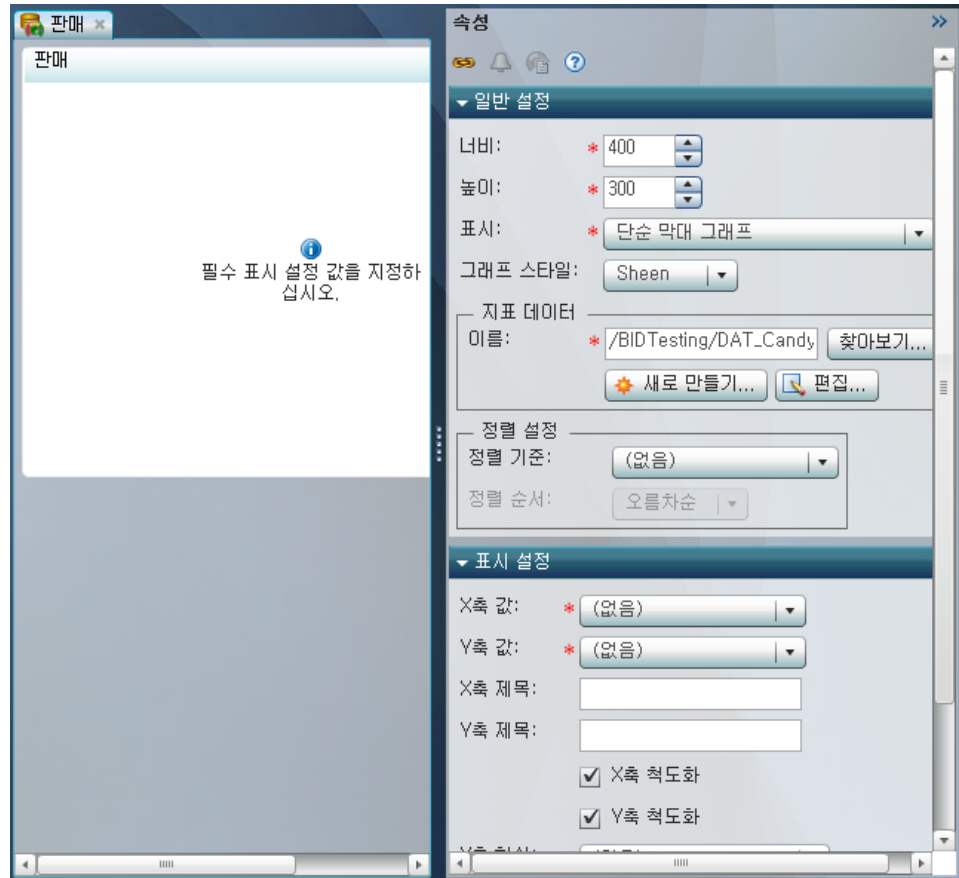 판매
판매
필수 표시 설정 값을 지정하
십시오.
속성
일반 설정
너비: * 400
높이: * 300
표시: * 단순 막대 그래프
그래프 스타일: Sheen
지표 데이터
이름: * /BIDTesting/DAT_Candy 찾아보기...
새로 만들기... 편집...
정렬 설정
정렬 기준: (없음)
정렬 순서: 오름차순
표시 설정
X축 값: * (없음)
Y축 값: * (없음)
X축 제목:
Y축 제목:
X축 척도화
Y축 척도화